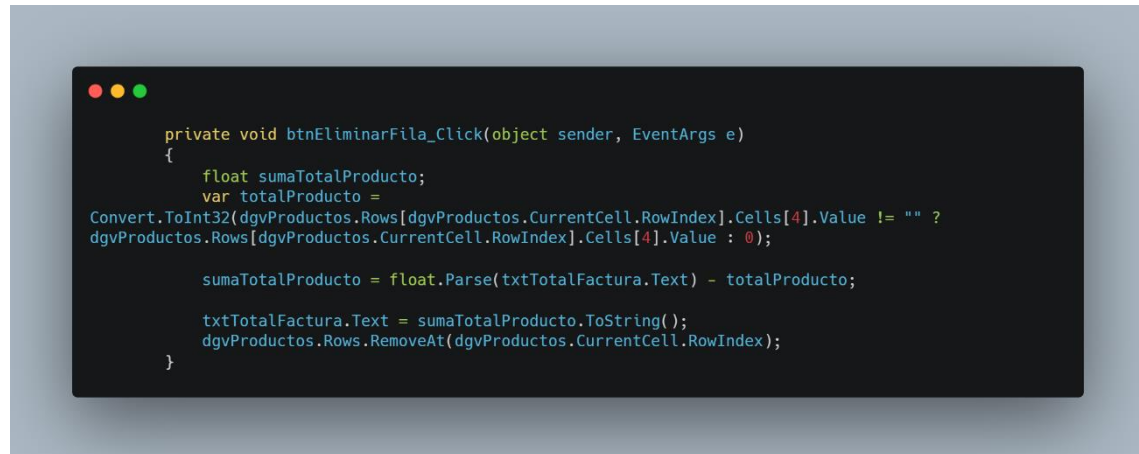 private void btnEliminarFila_Click(object sender, EventArgs e)
{
float sumaTotalProducto;
var totalProducto =
Convert.ToInt32(dgvProductos.Rows[dgvProductos.CurrentCell.RowIndex].Cells[4].Value != "" ?
dgvProductos.Rows[dgvProductos.CurrentCell.RowIndex].Cells[4].Value : 0);
sumaTotalProducto = float.Parse(txtTotalFactura.Text) - totalProducto;
txtTotalFactura.Text = sumaTotalProducto.ToString();
dgvProductos.Rows.RemoveAt(dgvProductos.CurrentCell.RowIndex);
}